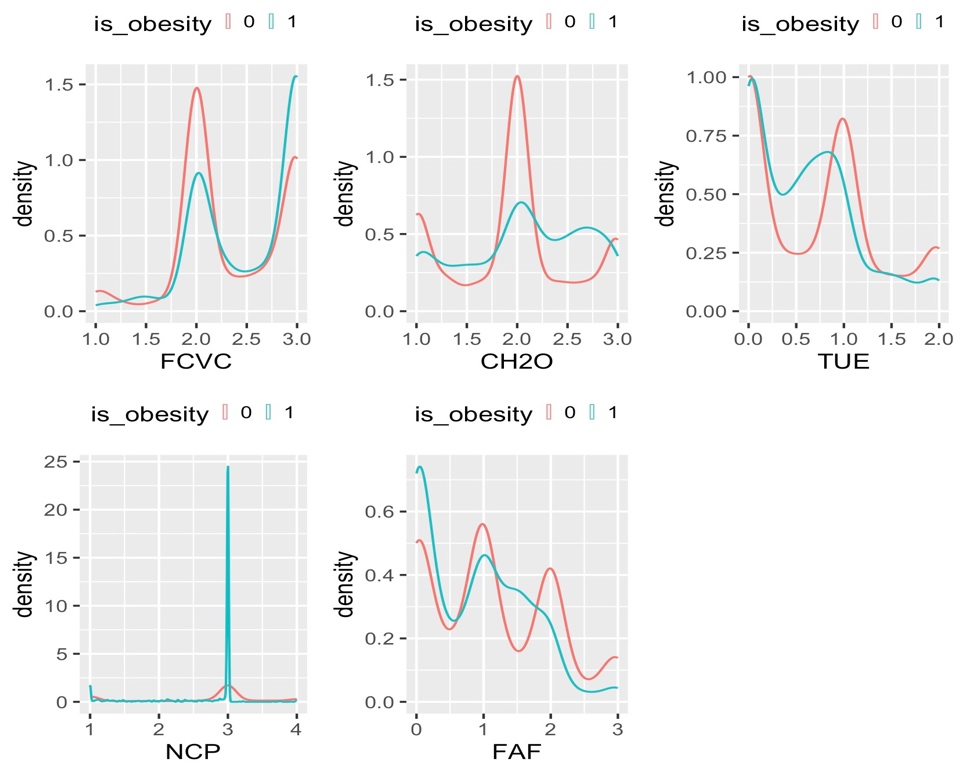 is_obesity 0 1
is_obesity 0 1
is_obesity 0 1
density
1.5
1.0
0.5
0.0
1.0 1.5 2.0 2.5 3.0
FCVC
density
1.5
1.0
0.5
0.0
1.0 1.5 2.0 2.5 3.0
CH2O
density
1.00
0.75
0.50
0.25
0.00
0.0 0.5 1.0 1.5 2.0
TUE
is_obesity 0 1
is_obesity 0 1
density
25
20
15
10
5
0
1 2 3 4
NCP
density
0.6
0.4
0.2
0.0
0 1 2 3
FAF